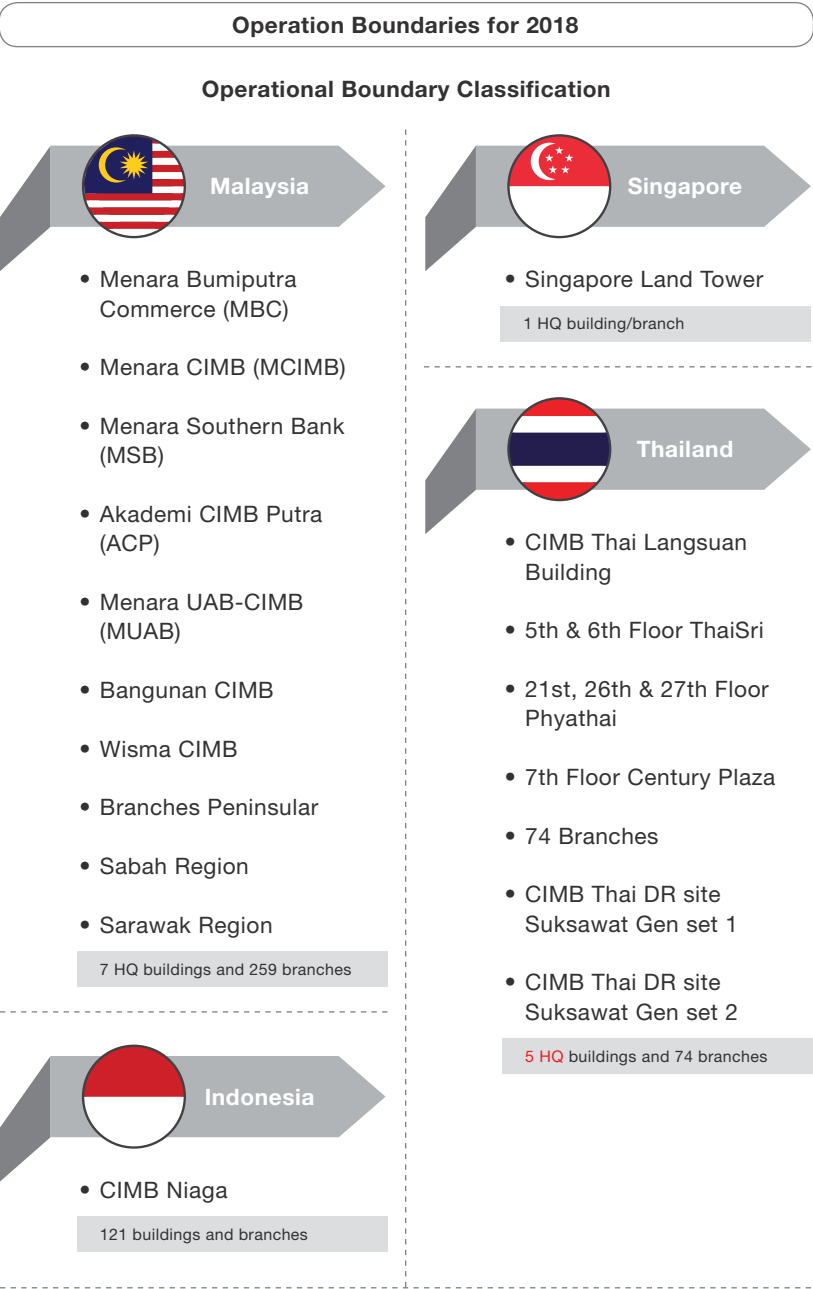 Operation Boundaries for 2018
Operational Boundary Classification
Malaysia
• Menara Bumiputra
Commerce (MBC)
• Menara CIMB (MCIMB)
• Menara Southern Bank
(MSB)
• Akademi CIMB Putra
(ACP)
• Menara UAB-CIMB
(MUAB)
• Bangunan CIMB
• Wisma CIMB
• Branches Peninsular
• Sabah Region
• Sarawak Region
7 HQ buildings and 259 branches
Indonesia
• CIMB Niaga
121 buildings and branches
Singapore
• Singapore Land Tower
1 HQ building/branch
Thailand
• CIMB Thai Langsuan
Building
• 5th & 6th Floor ThaiSri
• 21st, 26th & 27th Floor
Phyathai
• 7th Floor Century Plaza
• 74 Branches
• CIMB Thai DR site
Suksawat Gen set 1
• CIMB Thai DR site
Suksawat Gen set 2
5 HQ buildings and 74 branches